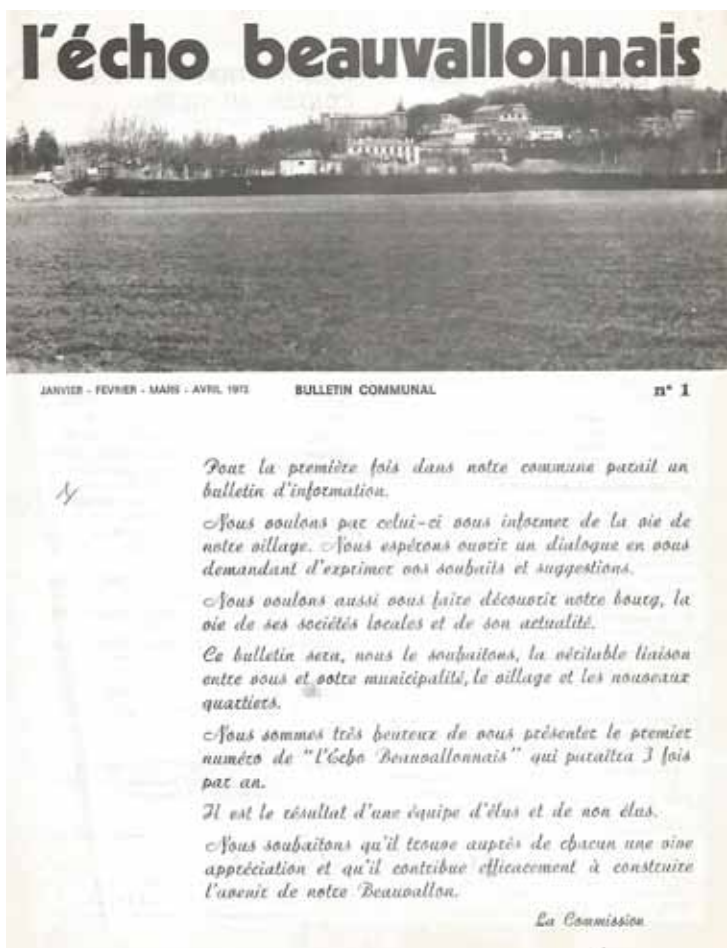 l'écho beauvallonnais
JANVIER - FEVRIER - MARS - AVRIL BULLETIN COMMUNAL n° 1
Pour la première fois dans notre commune parait un
bulletin d'information.
Nous voulons par celui-ci vous informer de la vie de
notre village. Nous espérons ouvrir un dialogue en vous
demandant d'exprimer vos souhaits et suggestions.
Nous voulons aussi vous faire découvrir notre bourg, la
vie de ses sociétés locales et de son actualité.
Ce bulletin sera, nous le souhaitons, la véritable liaison
entre vous et votre municipalité, le village et les nouveaux
quartiers.
Nous sommes très heureux de vous présenter le premier
numéro de "l'Écho Beauvallonnais" qui paraîtra 3 fois
par an.
Il est le résultat d'une équipe d'élus et de non élus.
Nous souhaitons qu'il trouve auprès de chacun une vive
appréciation et qu'il contribue efficacement à construire
l'avenir de notre Beauvallon.
La Commission